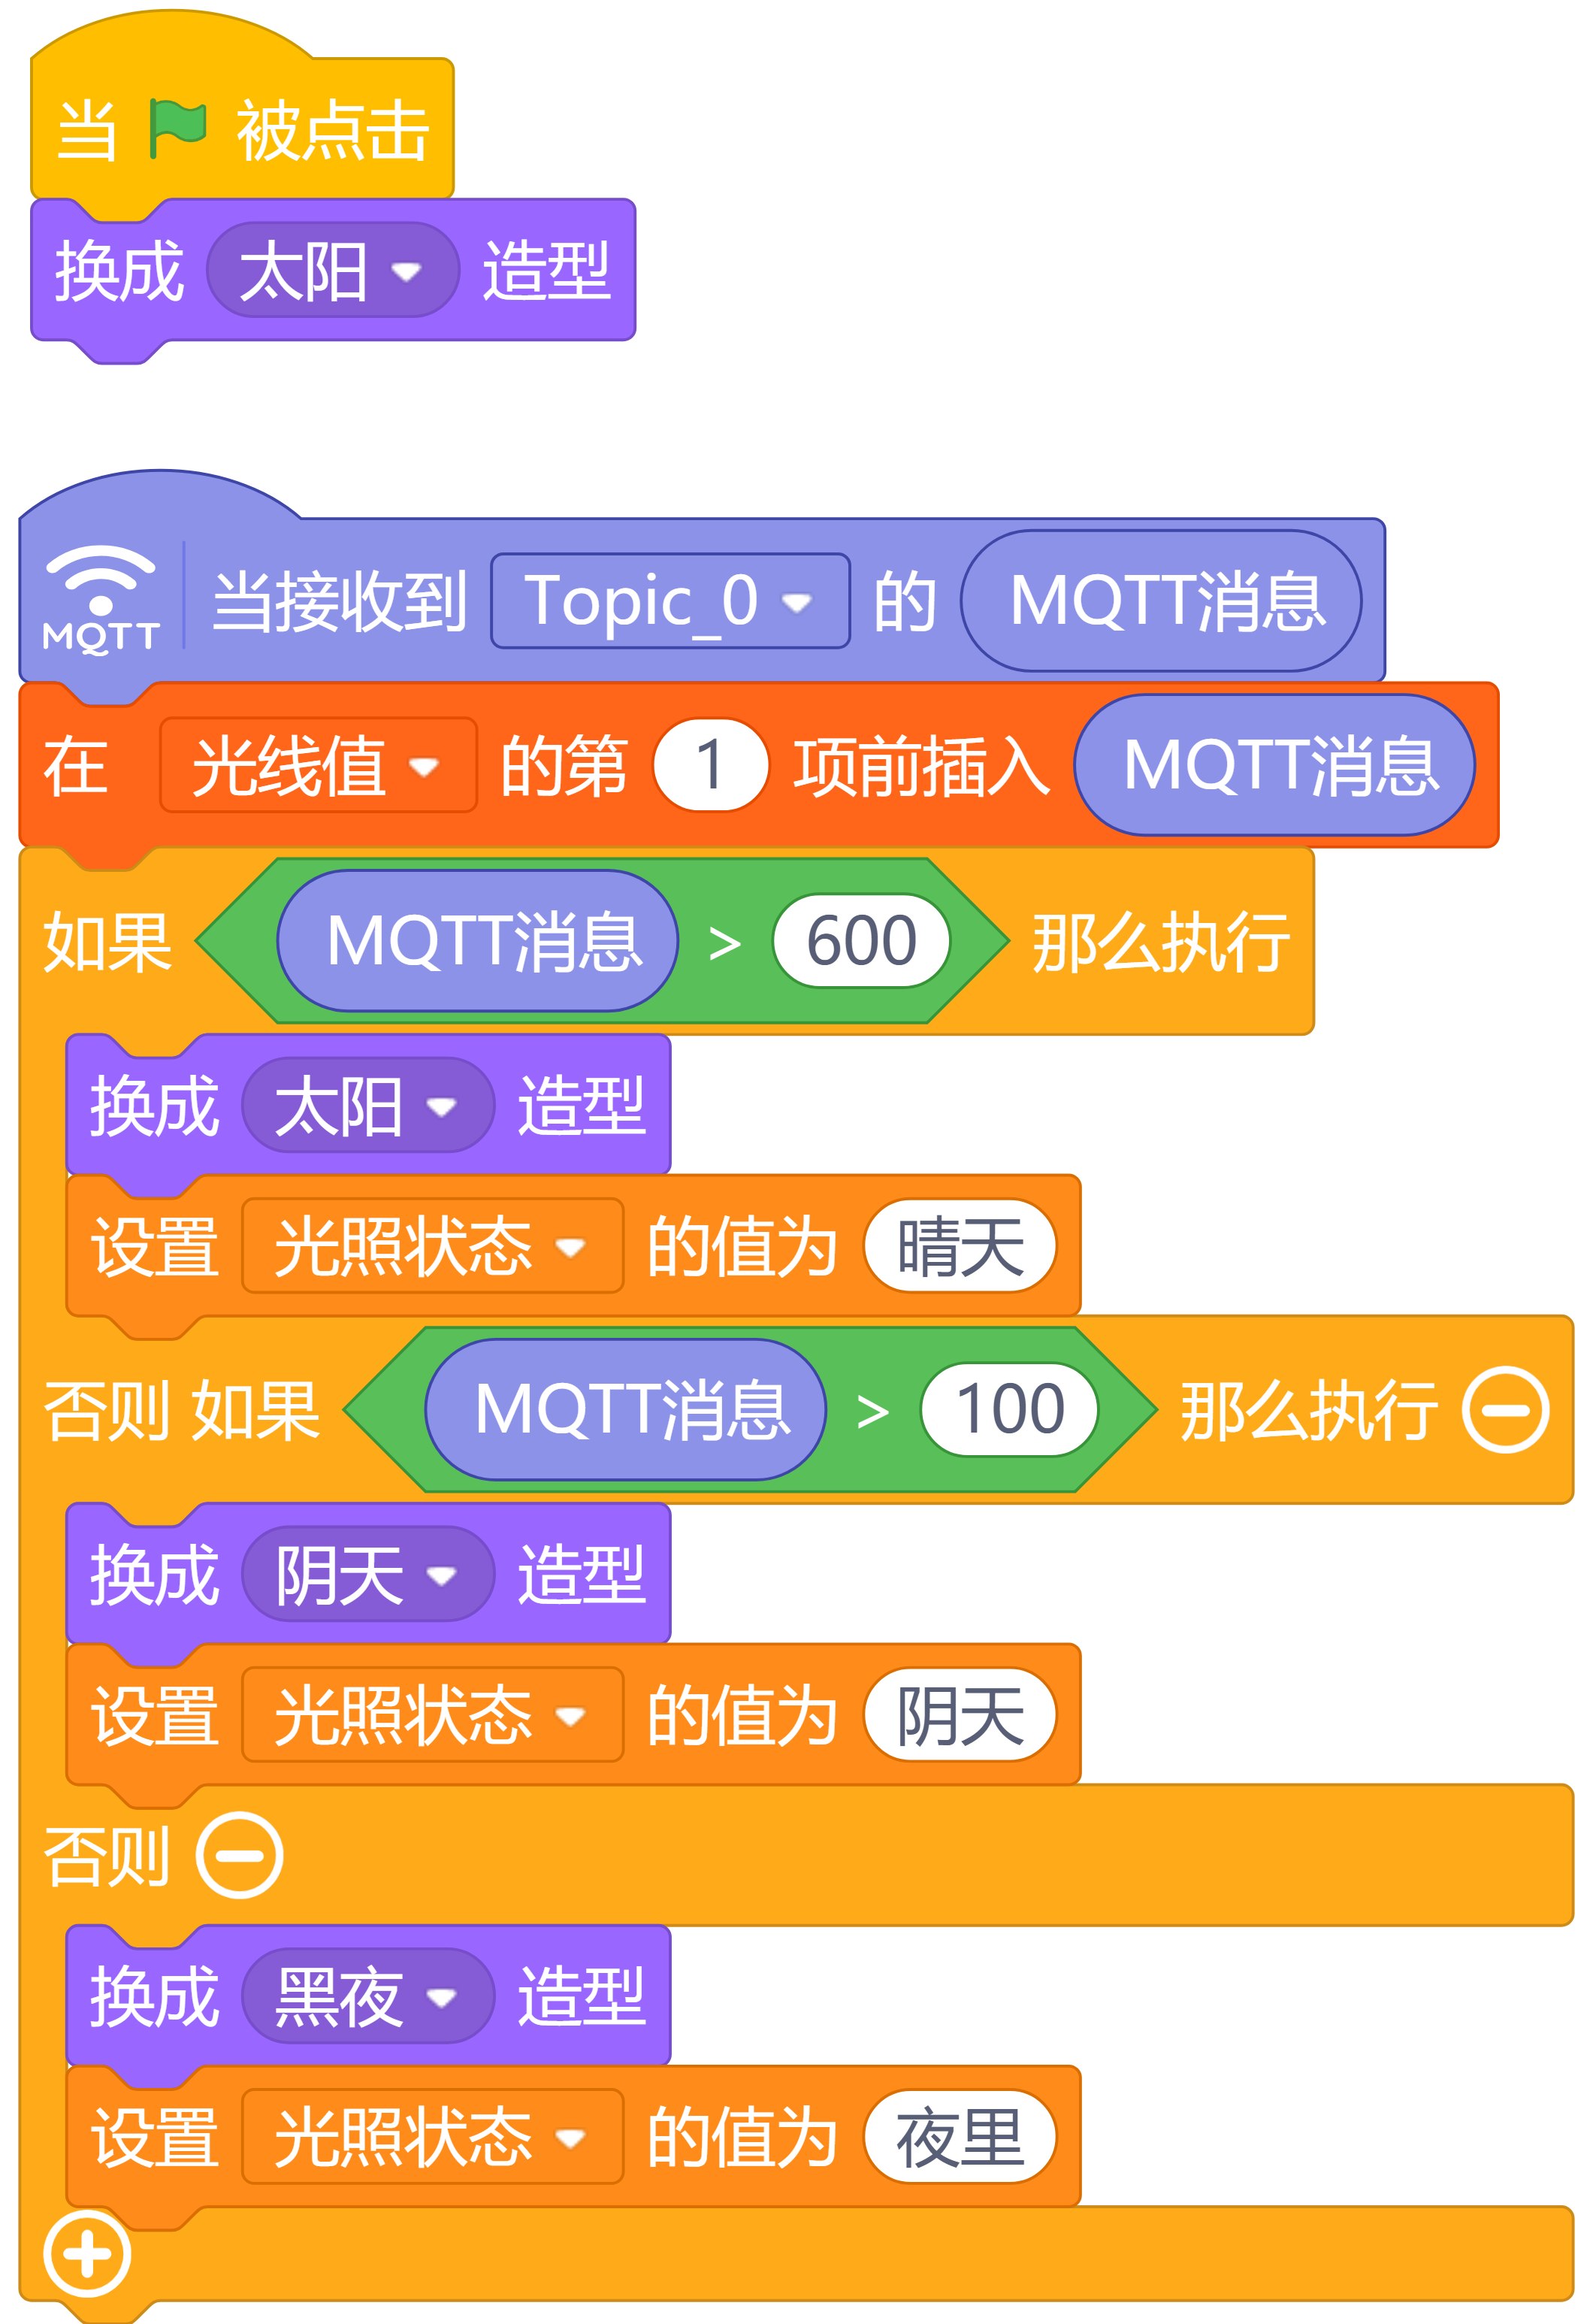 当 被点击
换成 太阳 造型
MQTT 当接收到 Topic_0 的 MQTT消息
在 光线值 的第 1 项前插入 MQTT消息
如果 MQTT消息 > 600 那么执行
换成 太阳 造型
设置 光照状态 的值为 晴天
否则 如果 MQTT消息 > 100 那么执行
换成 阴天 造型
设置 光照状态 的值为 阴天
否则
换成 黑夜 造型
设置 光照状态 的值为 夜里